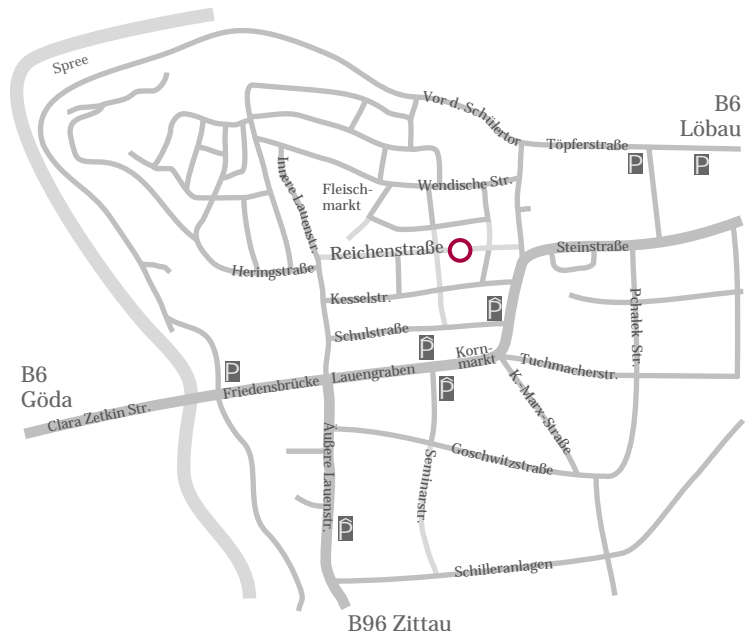 Spree
Vor d. Schülertor
B6
Löbau
Töpferstraße
P
P
Innere Lauenstr.
Fleisch-
markt
Wendische Str.
Reichenstraße
Steinstraße
Heringstraße
Kesselstr.
P
Pchalek Str.
Schulstraße
P
Korn-
markt
Tuchmacherstr.
B6
Göda
P
Friedensbrücke
Lauengraben
P
K.-Marx-Straße
Clara Zetkin Str.
Äußere Lauenstr.
Goschwitzstraße
Seminarstr.
P
Schilleranlagen
B96 Zittau